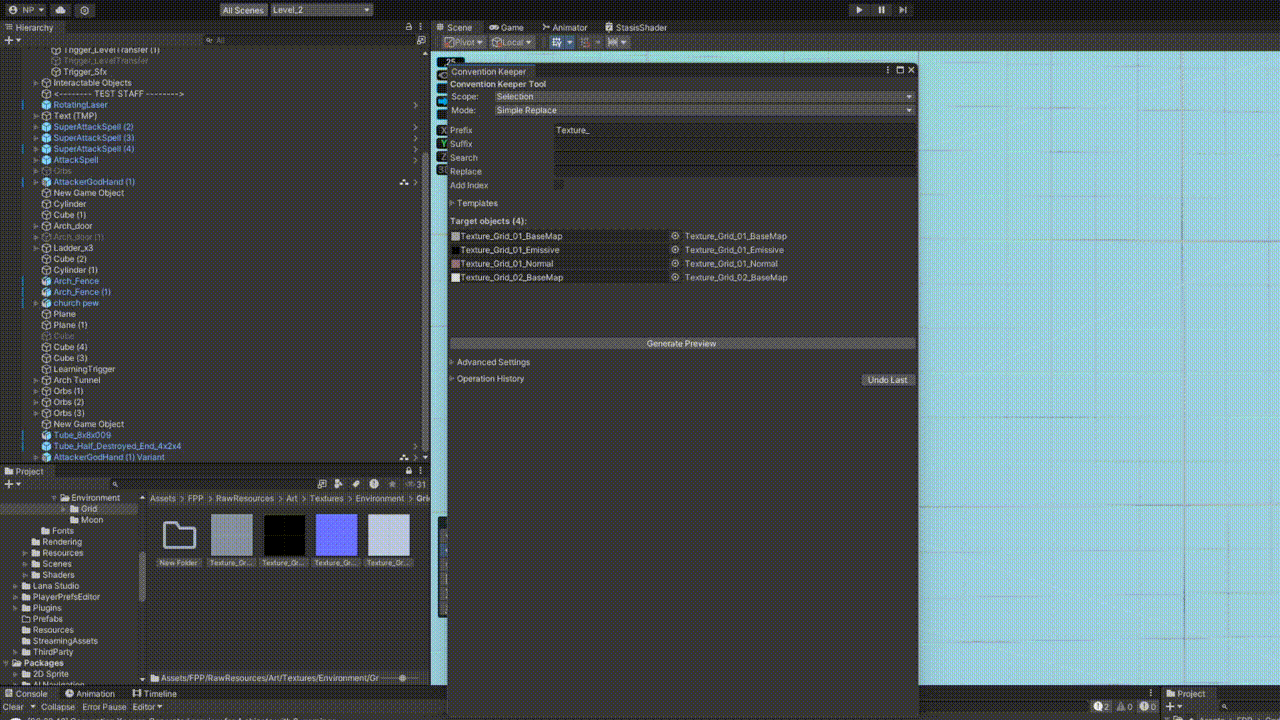 NP
All Scenes
Level_2
Hierarchy
All
Trigger_LevelTransfer (1)
Trigger_LevelTransfer
Trigger_Sfx
Interactable Objects
<-------- TEST STAFF -------->
RotatingLaser
Text (TMP)
SuperAttackSpell (2)
SuperAttackSpell (3)
SuperAttackSpell (4)
AttackSpell
Orbs
AttackerGodHand (1)
New Game Object
Cylinder
Cube (1)
Arch_door
Arch_door (1)
Ladder_x3
Cube (2)
Cylinder (1)
Arch_Fence
Arch_Fence (1)
church pew
Plane
Plane (1)
Cube
Cube (4)
Cube (3)
LearningTrigger
Arch Tunnel
Orbs (1)
Orbs (2)
Orbs (3)
New Game Object
Tube_8x8x009
Tube_Half_Destroyed_End_4x2x4
AttackerGodHand (1) Variant
Scene
Game
Animator
StasisShader
Pivot
Local
Convention Keeper
Convention Keeper Tool
Scope: Selection
Mode: Simple Replace
Prefix Texture_
Suffix
Search
Replace
Add Index
Templates
Target objects (4):
Texture_Grid_01_BaseMap Texture_Grid_01_BaseMap
Texture_Grid_01_Emissive Texture_Grid_01_Emissive
Texture_Grid_01_Normal Texture_Grid_01_Normal
Texture_Grid_02_BaseMap Texture_Grid_02_BaseMap
Generate Preview
Advanced Settings
Operation History
Undo Last
Project
31
Environment
Grid
Moon
Fonts
Rendering
Resources
Scenes
Shaders
Lana Studio
PlayerPrefsEditor
Plugins
Prefabs
Resources
StreamingAssets
ThirdParty
Packages
2D Sprite
Assets > FPP > RawResources > Art > Textures > Environment > Gri
New Folder
Texture_Gr...
Texture_Gr...
Texture_Gr...
Texture_Gr...
Assets/FPP/RawResources/Art/Textures/Environment/Gr
Console
Animation
Timeline
Clear
Collapse
Error Pause
Editor
2
0
0
Project